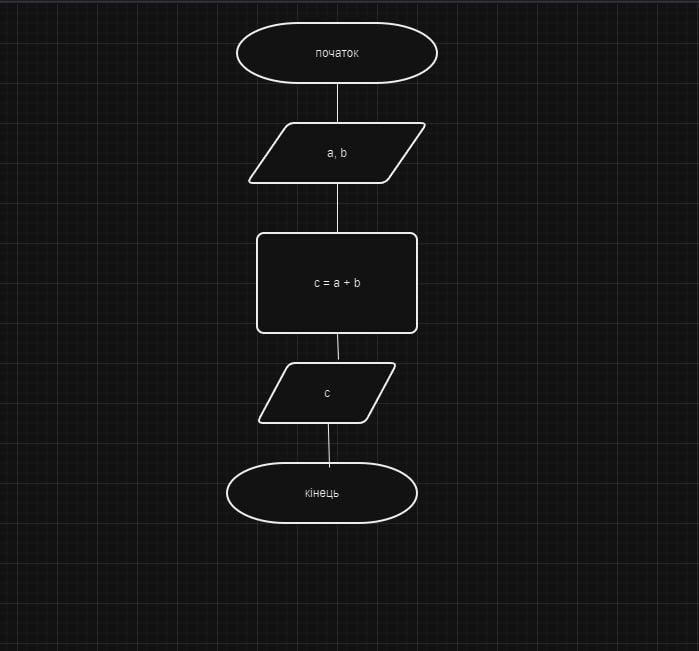 початок
a, b
c = a + b
c
кінець